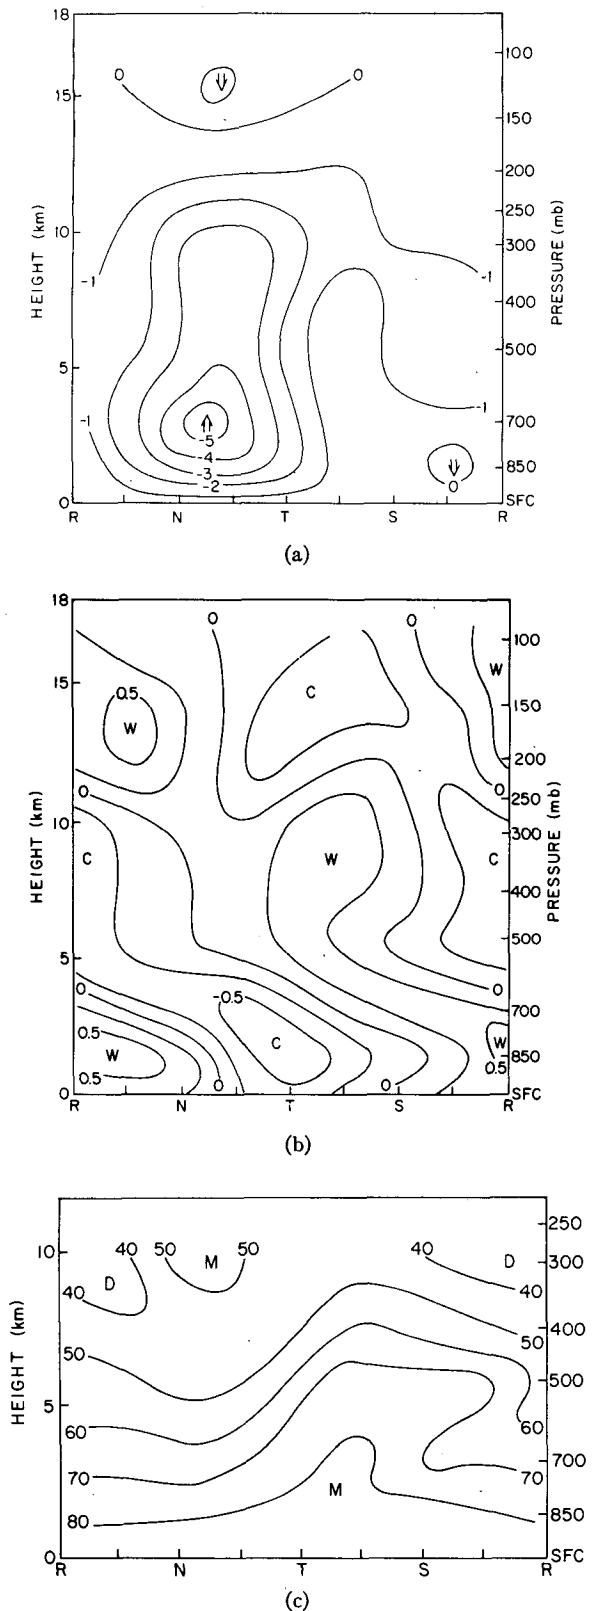 18
0
0
100
15
150
200
250
10
300
-1
-1
400
5
500
-1
-1
700
-5
-4
850
-3
-2
0
0
SFC
R N T S R
HEIGHT (km)
PRESSURE (mb)
(a)
18
0
0
100
W
0.5
C
15
W
150
200
0
0
250
10
300
C
W
C
400
5
500
0
0
-0.5
700
0.5
C
W
W
850
0.5
0.5
0
0
0
SFC
R N T S R
HEIGHT (km)
PRESSURE (mb)
(b)
250
10
40
50
M
50
40
D
300
D
40
40
400
50
50
500
5
60
60
700
70
70
M
80
850
0
SFC
R N T S R
HEIGHT (km)
(c)